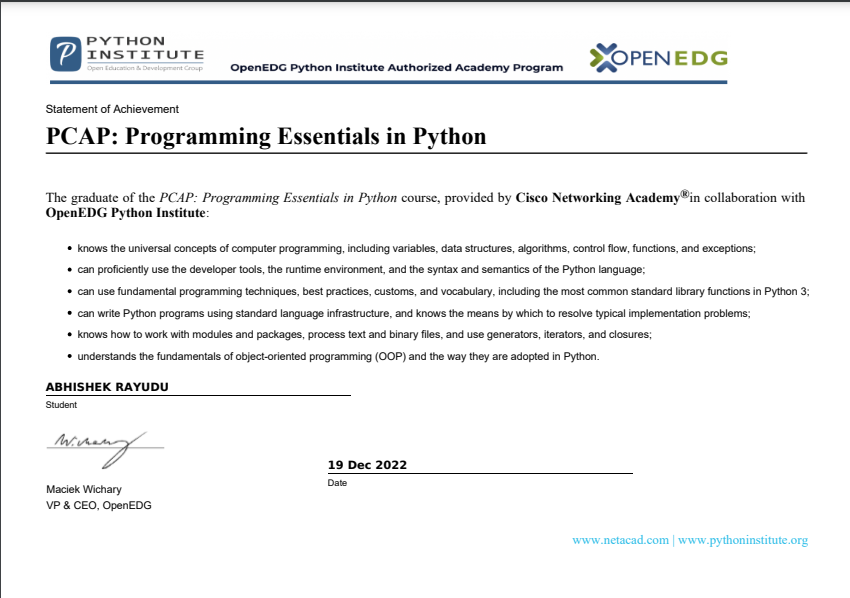 PYTHON
INSTITUTE
Open Education & Development Group
OpenEDG Python Institute Authorized Academy Program
OPENEDG
Statement of Achievement
PCAP: Programming Essentials in Python
The graduate of the PCAP: Programming Essentials in Python course, provided by Cisco Networking Academy®in collaboration with
OpenEDG Python Institute:
• knows the universal concepts of computer programming, including variables, data structures, algorithms, control flow, functions, and exceptions;
• can proficiently use the developer tools, the runtime environment, and the syntax and semantics of the Python language;
• can use fundamental programming techniques, best practices, customs, and vocabulary, including the most common standard library functions in Python 3;
• can write Python programs using standard language infrastructure, and knows the means by which to resolve typical implementation problems;
• knows how to work with modules and packages, process text and binary files, and use generators, iterators, and closures;
• understands the fundamentals of object-oriented programming (OOP) and the way they are adopted in Python.
ABHISHEK RAYUDU
Student
W.chary
19 Dec 2022
Date
Maciek Wichary
VP & CEO, OpenEDG
www.netacad.com | www.pythoninstitute.org